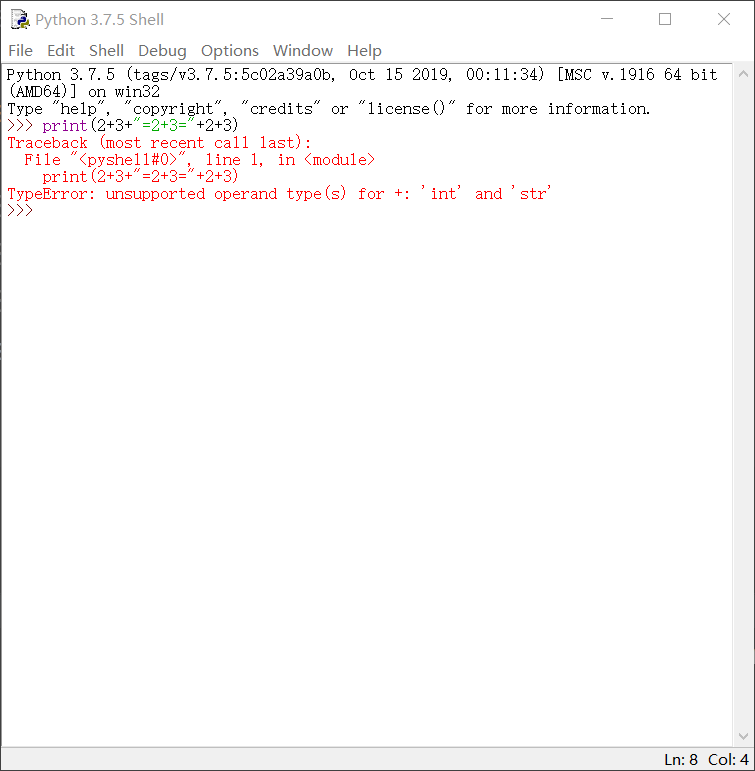 Python 3.7.5 Shell
File Edit Shell Debug Options Window Help
Python 3.7.5 (tags/v3.7.5:5c02a39a0b, Oct 15 2019, 00:11:34) [MSC v.1916 64 bit
(AMD64)] on win32
Type "help", "copyright", "credits" or "license()" for more information.
>>> print(2+3+"=2+3="+2+3)
Traceback (most recent call last):
  File "<pyshell#0>", line 1, in <module>
    print(2+3+"=2+3="+2+3)
TypeError: unsupported operand type(s) for +: 'int' and 'str'
>>>
Ln: 8 Col: 4